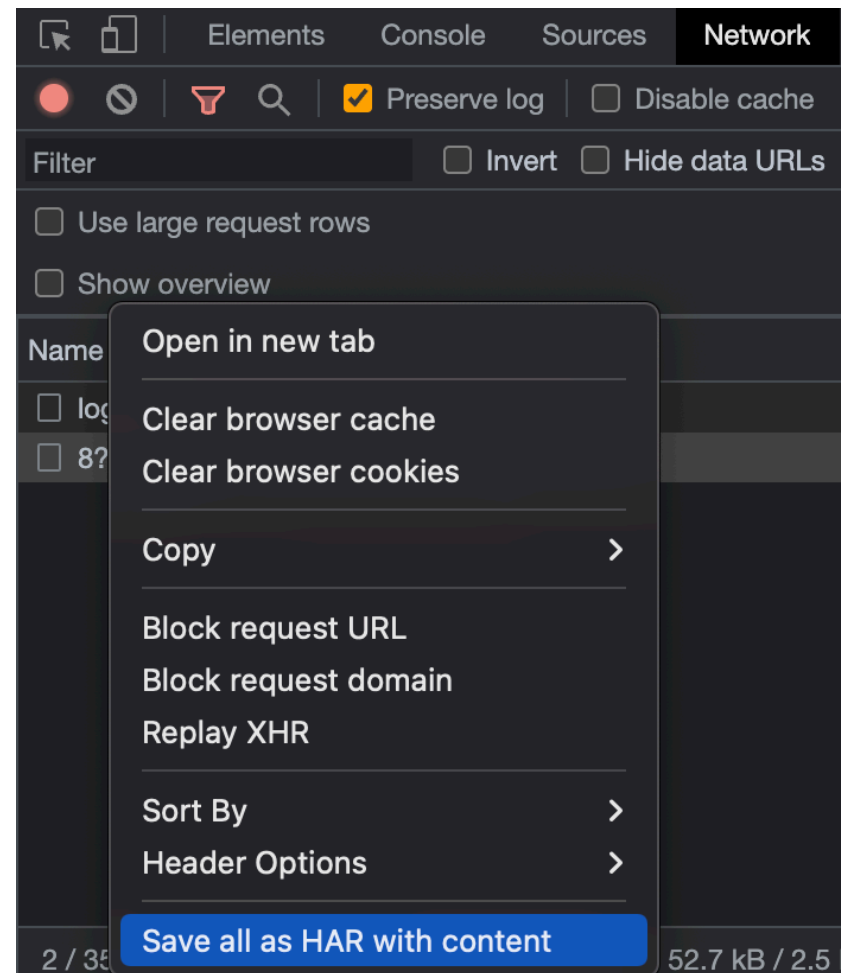 Elements Console Sources Network
Preserve log Disable cache
Filter Invert Hide data URLs
Use large request rows
Show overview
Name
Open in new tab
Clear browser cache
8?
Clear browser cookies
Copy
Block request URL
Block request domain
Replay XHR
Sort By
Header Options
Save all as HAR with content
2 / 35 52.7 kB / 2.5